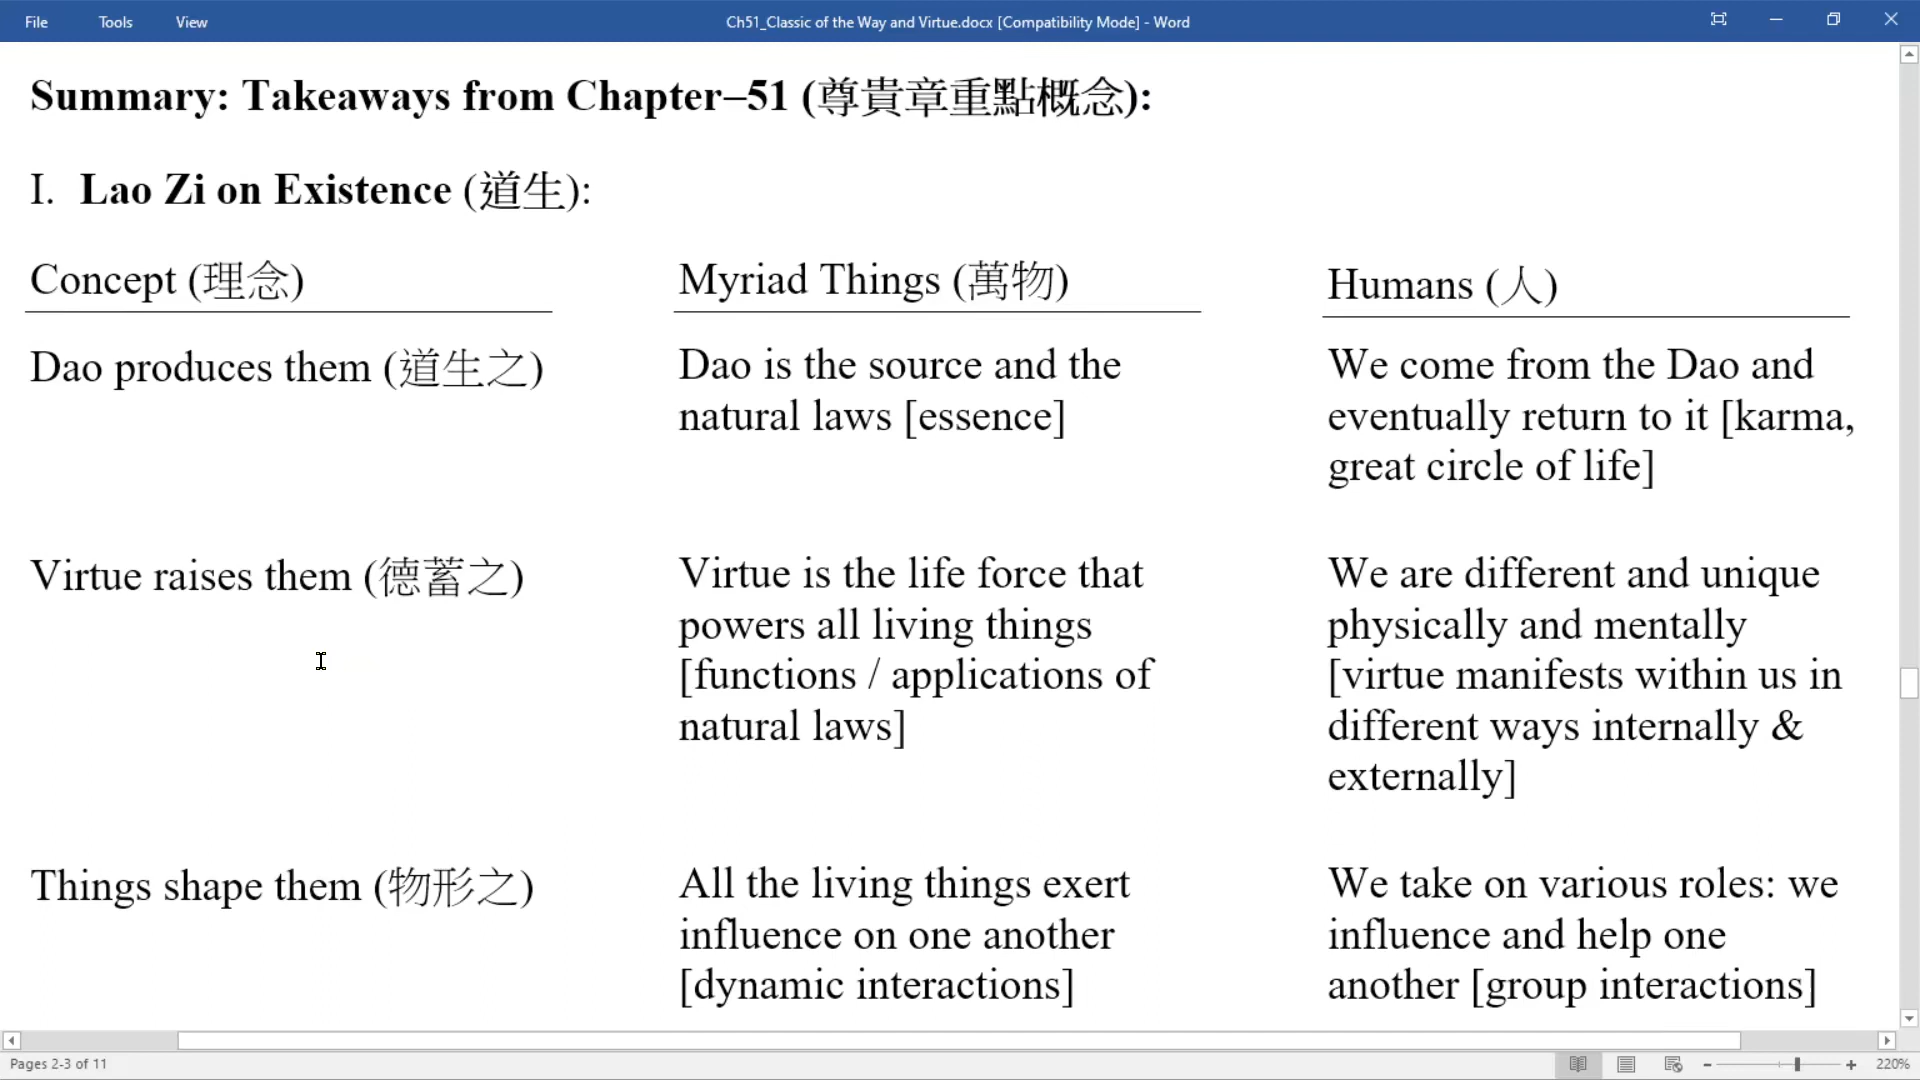 File Tools View Ch51_Classic of the Way and Virtue.docx [Compatibility Mode] - Word
Summary: Takeaways from Chapter–51 (尊貴章重點概念):
I. Lao Zi on Existence (道生):
Concept (理念) Myriad Things (萬物) Humans (人)
Dao produces them (道生之)
Dao is the source and the
natural laws [essence]
We come from the Dao and
eventually return to it [karma,
great circle of life]
Virtue raises them (德蓄之)
Virtue is the life force that
powers all living things
[functions / applications of
natural laws]
We are different and unique
physically and mentally
[virtue manifests within us in
different ways internally &
externally]
Things shape them (物形之)
All the living things exert
influence on one another
[dynamic interactions]
We take on various roles: we
influence and help one
another [group interactions]
Pages 2-3 of 11 220%